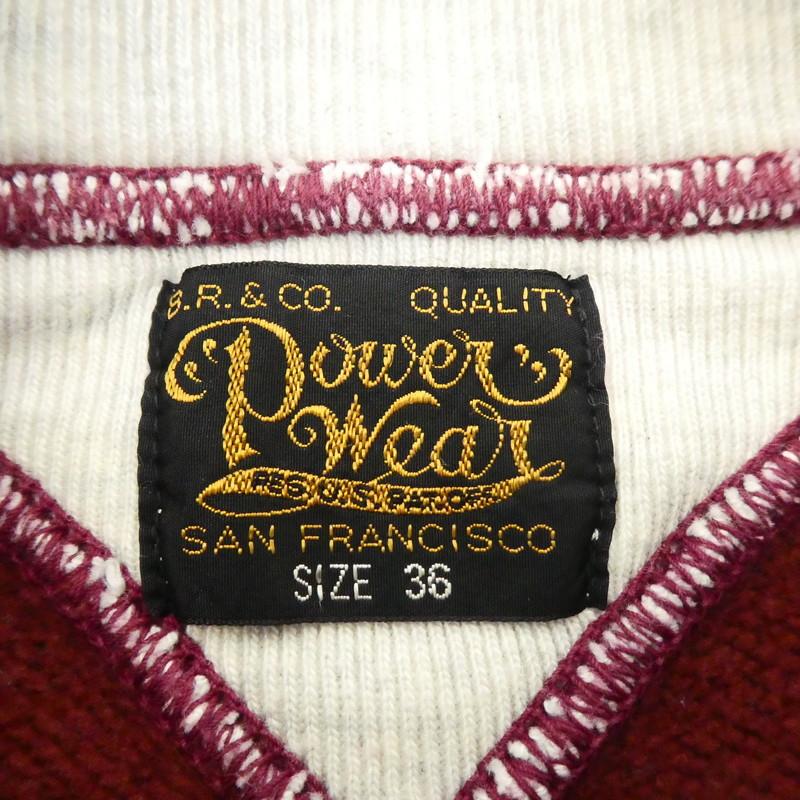 B.R. & CO. QUALITY
Power
Wear
REG. U.S. PAT. OFF.
SAN FRANCISCO
SIZE 36